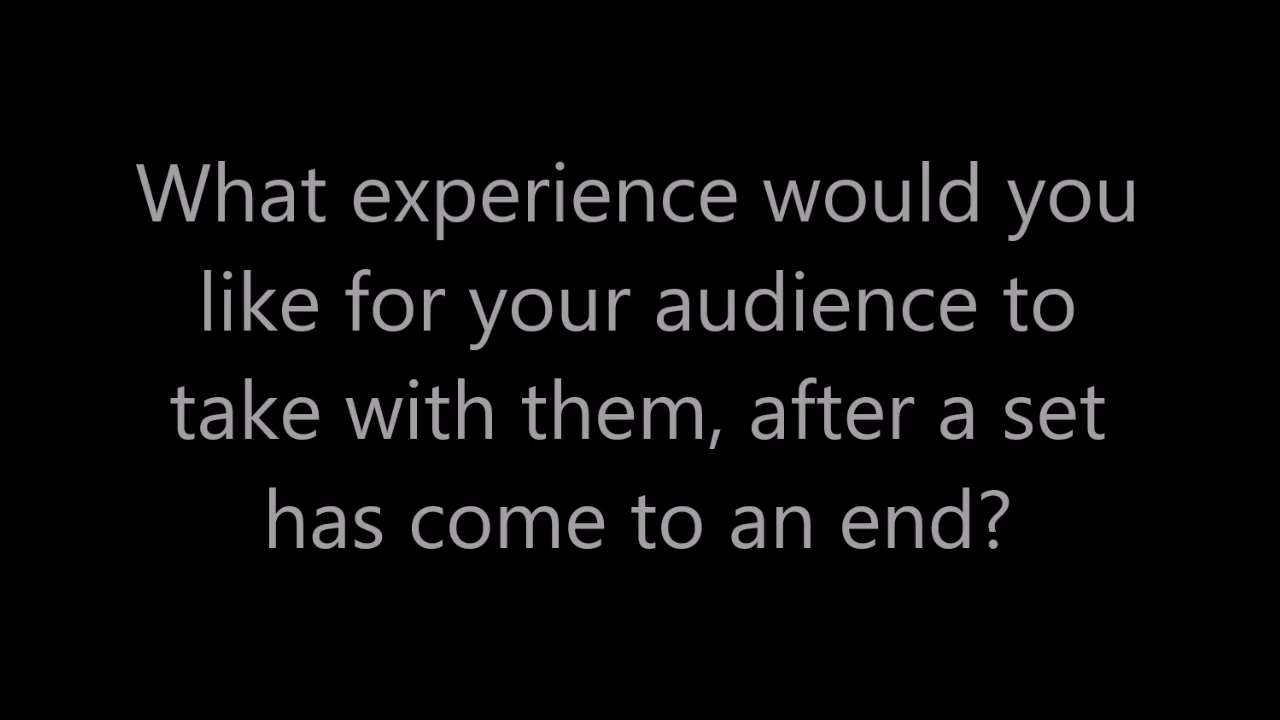 What experience would you
like for your audience to
take with them, after a set
has come to an end?